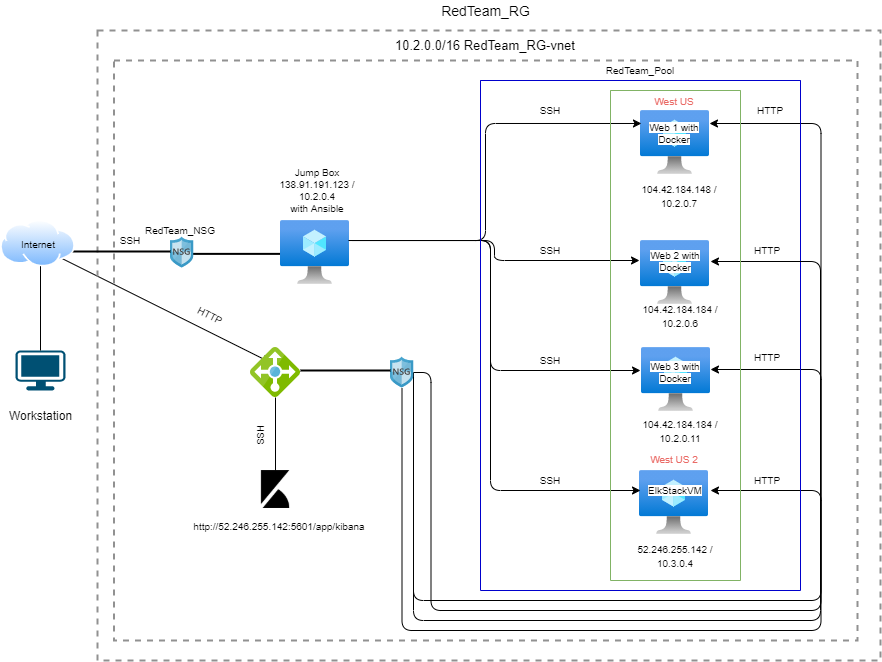 RedTeam_RG
10.2.0.0/16 RedTeam_RG-vnet
RedTeam_Pool
West US
SSH
HTTP
Web 1 with
Docker
104.42.184.148 /
10.2.0.7
Jump Box
138.91.191.123 /
10.2.0.4
with Ansible
RedTeam_NSG
Internet
SSH
NSG
SSH
HTTP
Web 2 with
Docker
104.42.184.184 /
10.2.0.6
HTTP
NSG
SSH
HTTP
Web 3 with
Docker
104.42.184.184 /
10.2.0.11
Workstation
SSH
West US 2
SSH
HTTP
ElkStackVM
http://52.246.255.142:5601/app/kibana
52.246.255.142 /
10.3.0.4